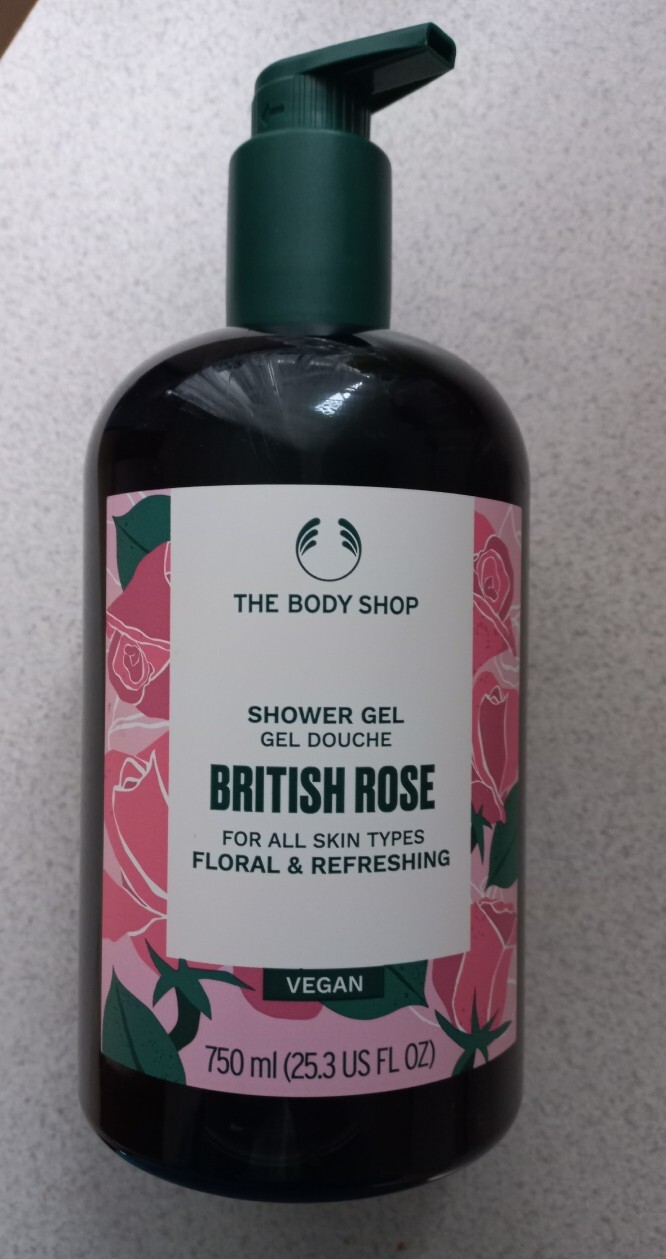 THE BODY SHOP
SHOWER GEL
GEL DOUCHE
BRITISH ROSE
FOR ALL SKIN TYPES
FLORAL & REFRESHING
VEGAN
750 ml (25.3 US FL OZ)